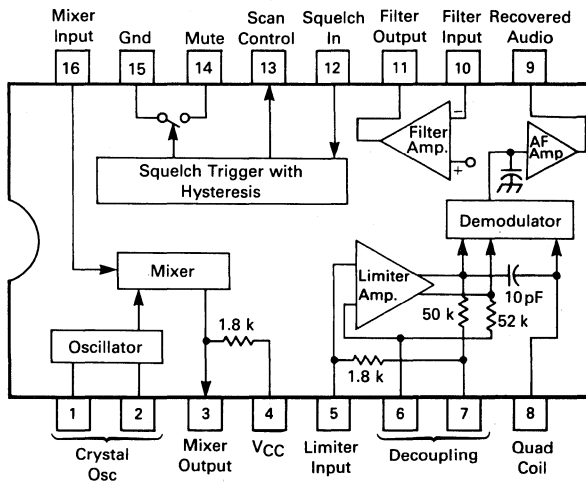 Mixer Input
Gnd
Mute
Scan Control
Squelch In
Filter Output
Filter Input
Recovered Audio
16
15
14
13
12
11
10
9
−
Filter Amp.
+
AF Amp
Squelch Trigger with Hysteresis
Demodulator
Mixer
Limiter Amp.
10 pF
50 k
52 k
1.8 k
Oscillator
1.8 k
1
2
3
4
5
6
7
8
Crystal Osc
Mixer Output
VCC
Limiter Input
Decoupling
Quad Coil